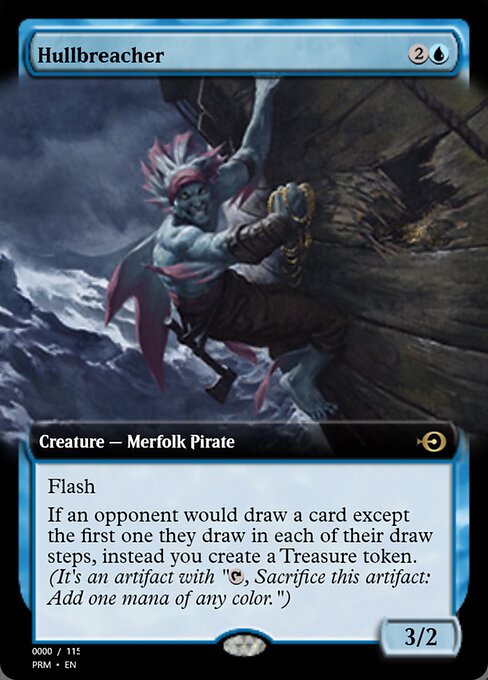 Hullbreacher 2
Creature — Merfolk Pirate
Flash
If an opponent would draw a card except
the first one they draw in each of their draw
steps, instead you create a Treasure token.
(It's an artifact with ", Sacrifice this artifact:
Add one mana of any color.")
3/2
0000 / 115
PRM • EN